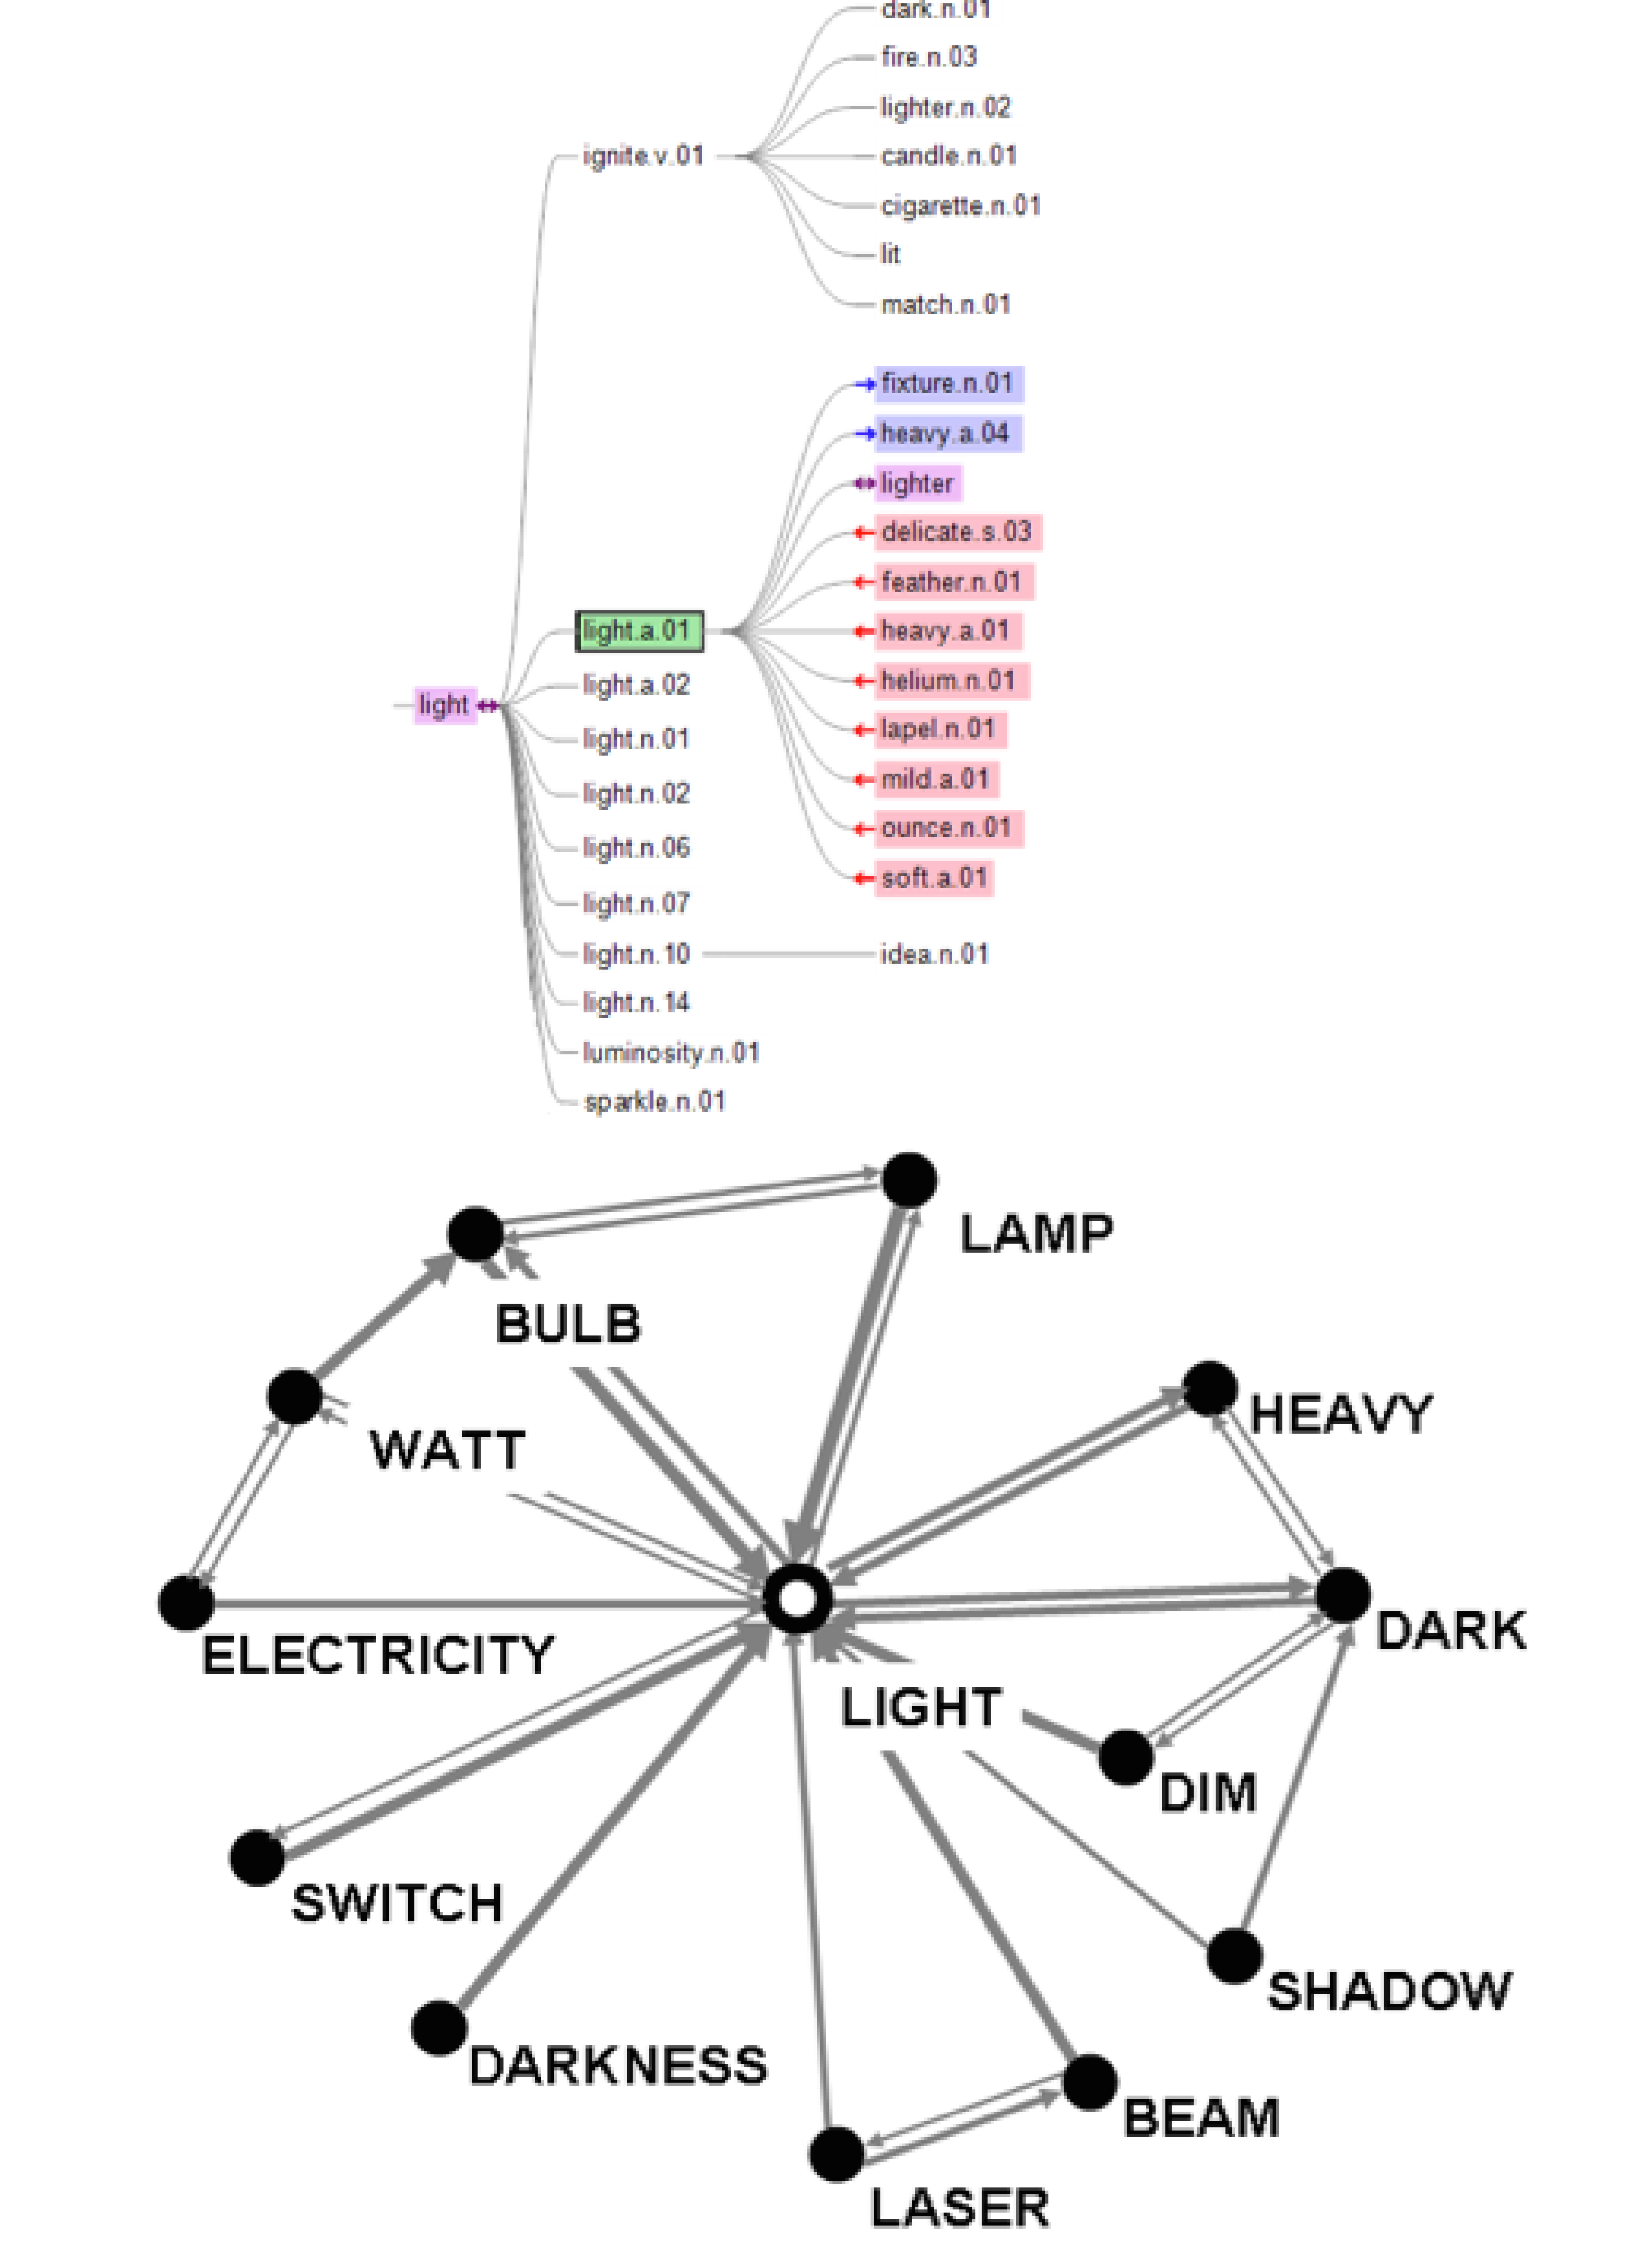 dark.n.01
fire.n.03
lighter.n.02
ignite.v.01
candle.n.01
cigarette.n.01
lit
match.n.01
fixture.n.01
heavy.a.04
lighter
delicate.s.03
feather.n.01
light.a.01
heavy.a.01
helium.n.01
light.a.02
light
lapel.n.01
light.n.01
mild.a.01
light.n.02
ounce.n.01
light.n.06
soft.a.01
light.n.07
light.n.10
idea.n.01
light.n.14
luminosity.n.01
sparkle.n.01
LAMP
BULB
HEAVY
WATT
DARK
ELECTRICITY
LIGHT
DIM
SWITCH
SHADOW
DARKNESS
BEAM
LASER